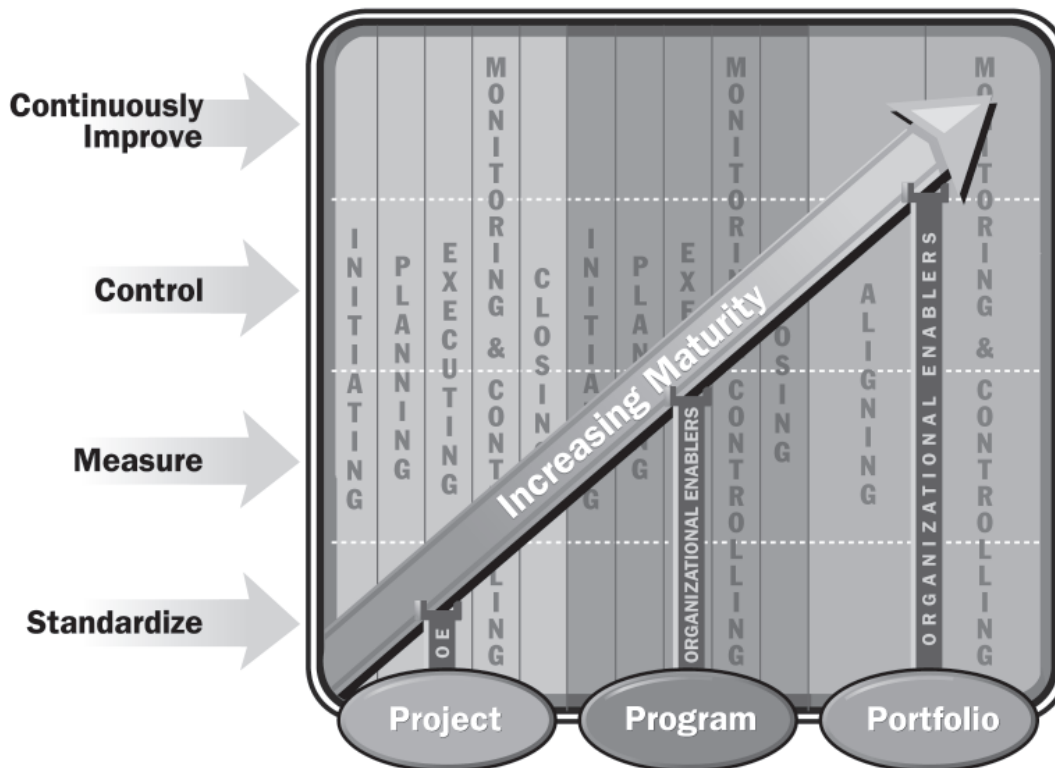 Continuously
Improve
Control
Measure
Standardize
INITIATING
PLANNING
EXECUTING
MONITORING & CONTROLLING
CLOSING
INITIATING
PLANNING
EXECUTING
MONITORING & CONTROLLING
CLOSING
ALIGNING
MONITORING & CONTROLLING
Increasing Maturity
OE
ORGANIZATIONAL ENABLERS
ORGANIZATIONAL ENABLERS
Project
Program
Portfolio